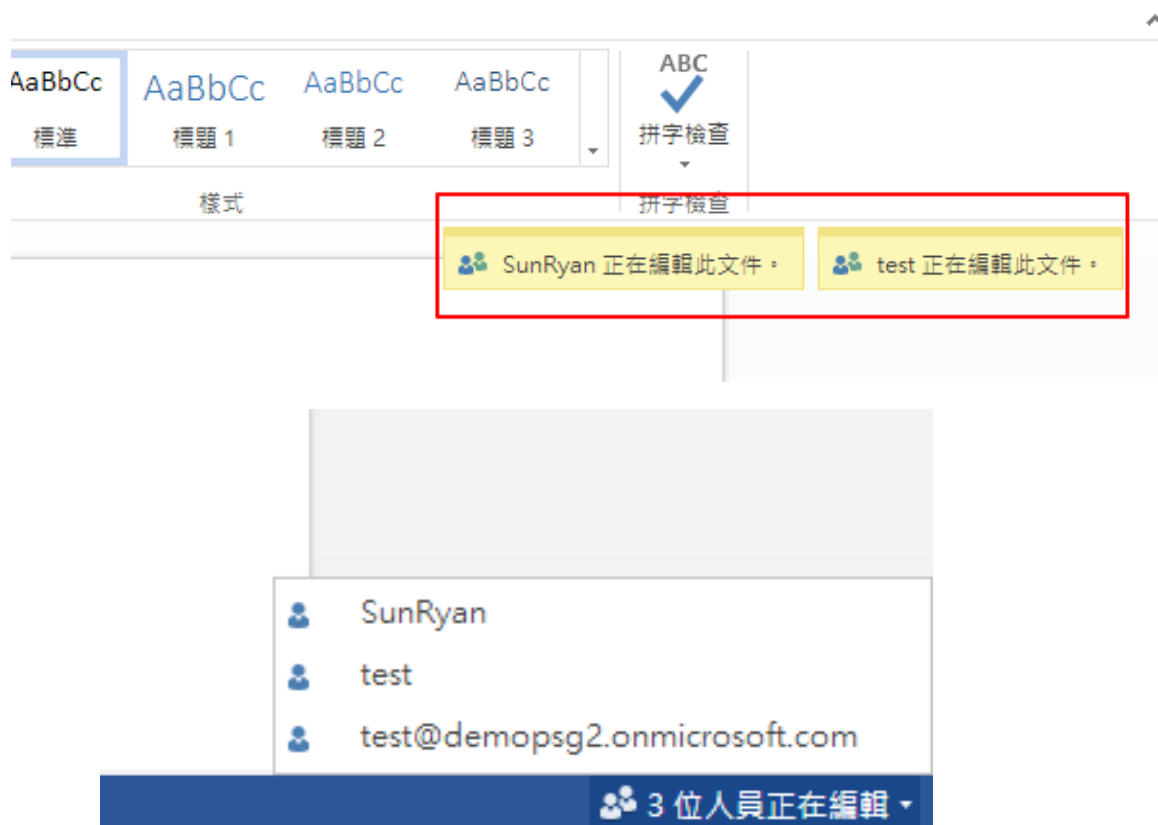 AaBbCc AaBbCc AaBbCc AaBbCc ABC
標準 標題 1 標題 2 標題 3 拼字檢查
樣式 拼字檢查
SunRyan 正在編輯此文件。 test 正在編輯此文件。
SunRyan
test
test@demopsg2.onmicrosoft.com
3 位人員正在編輯